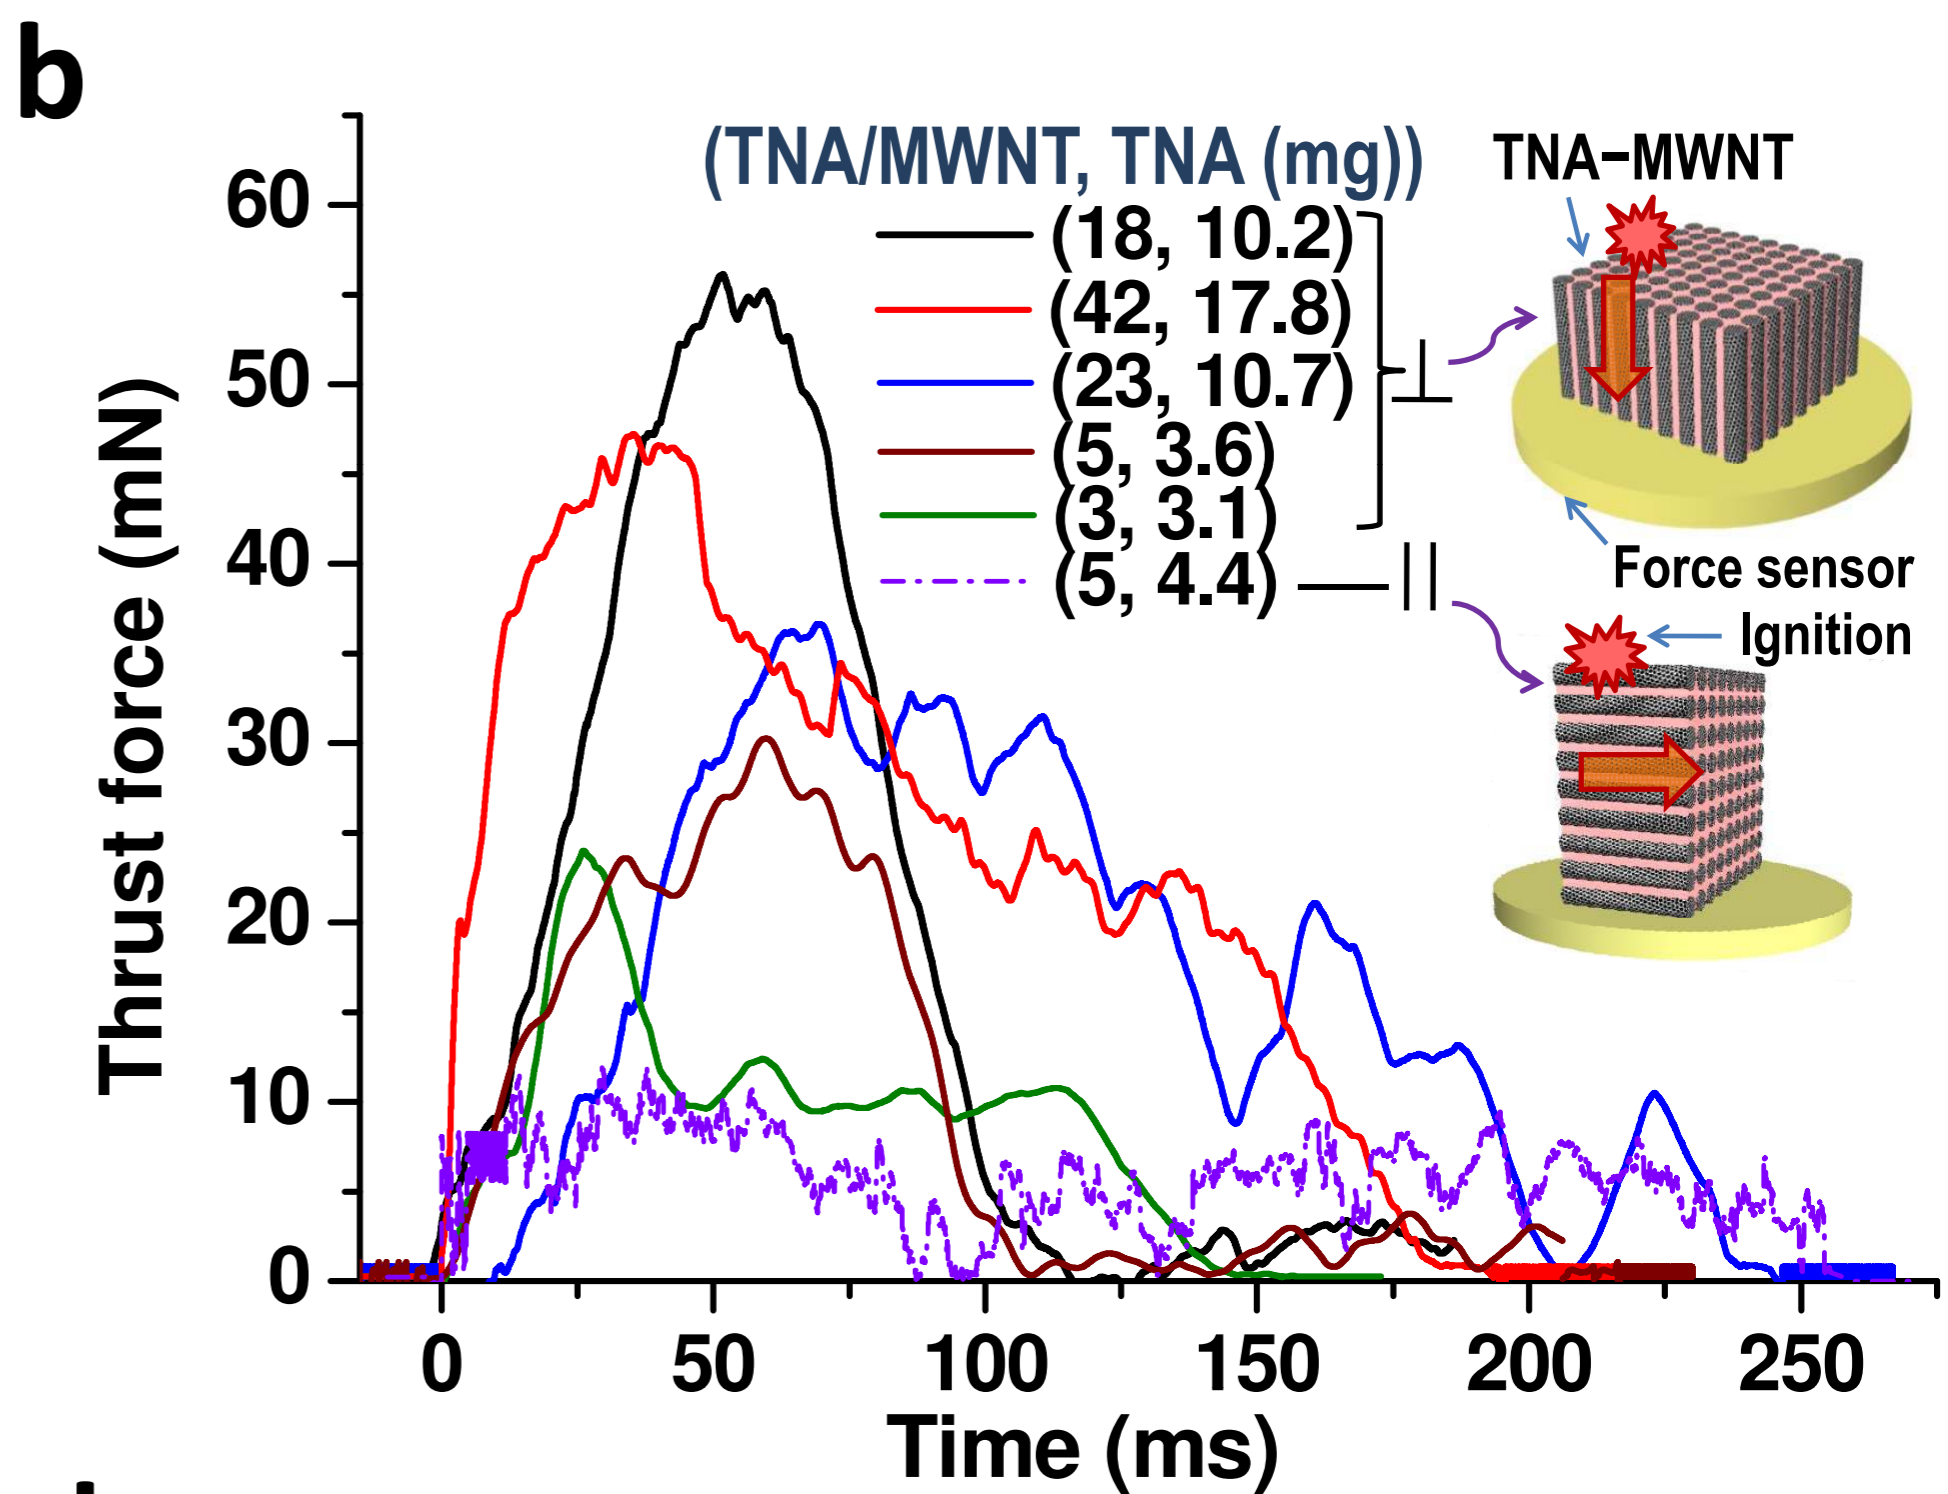 b
(TNA/MWNT, TNA (mg))
(18, 10.2)
(42, 17.8)
(23, 10.7)
(5, 3.6)
(3, 3.1)
(5, 4.4)
⊥
||
TNA–MWNT
Force sensor
Ignition
Thrust force (mN)
60
50
40
30
20
10
0
0 50 100 150 200 250
Time (ms)